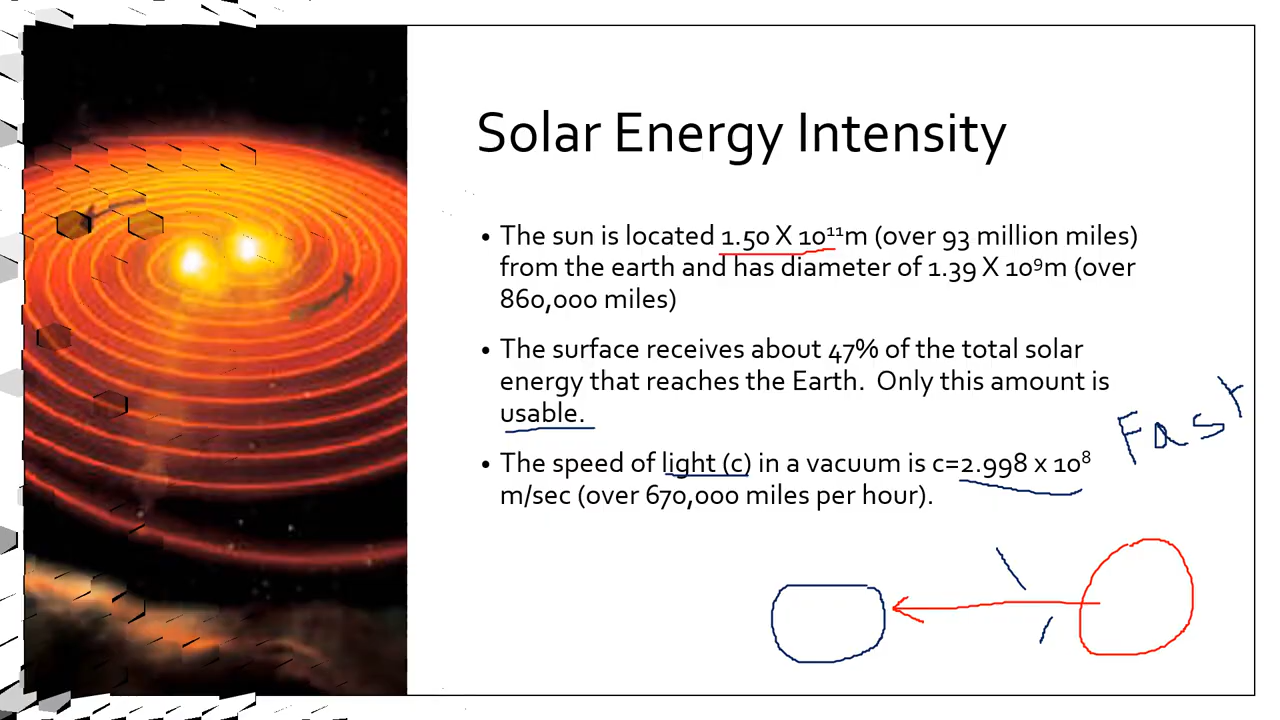 Solar Energy Intensity
• The sun is located 1.50 X 10¹¹m (over 93 million miles)
from the earth and has diameter of 1.39 X 10⁹m (over
860,000 miles)
• The surface receives about 47% of the total solar
energy that reaches the Earth.  Only this amount is
usable.
• The speed of light (c) in a vacuum is c=2.998 x 10⁸
m/sec (over 670,000 miles per hour).
Fast